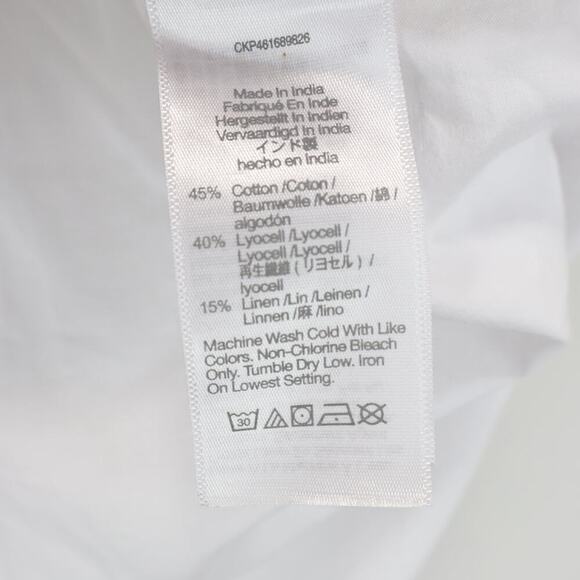 CKP461689826
Made In India
Fabriqué En Inde
Hergestellt In Indien
Vervaardigd In India
インド製
hecho en india
45% Cotton /Coton /
Baumwolle /Katoen /綿 /
algodón
40% Lyocell /Lyocell /
Lyocell /Lyocell /
再生繊維 (リヨセル) /
lyocell
15% Linen /Lin /Leinen /
Linnen /麻 /lino
Machine Wash Cold With Like
Colors. Non-Chlorine Bleach
Only. Tumble Dry Low. Iron
On Lowest Setting.
30